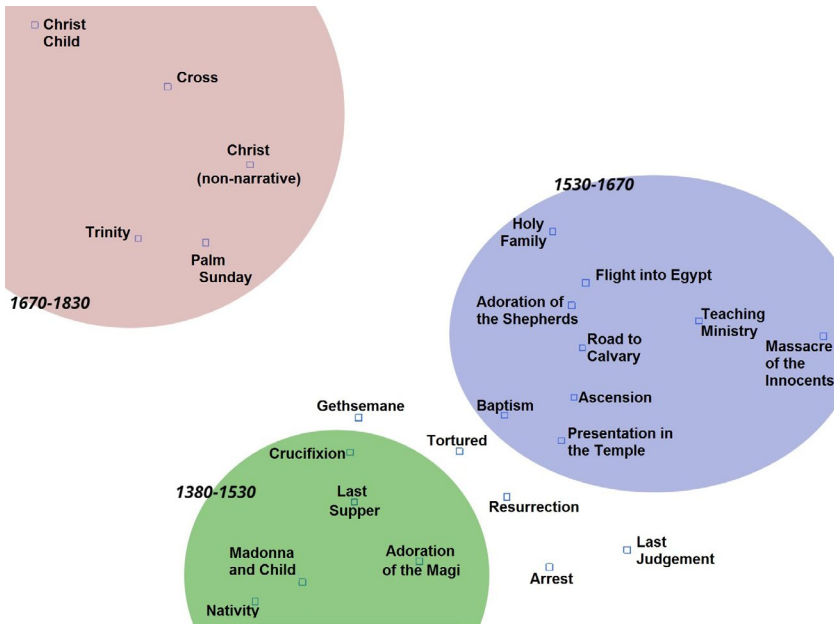 Christ
Child
Cross
Christ
(non-narrative)
Trinity
Palm
Sunday
1670-1830
1530-1670
Holy
Family
Flight into Egypt
Adoration of
the Shepherds
Teaching
Ministry
Road to
Calvary
Massacre
of the
Innocents
Ascension
Baptism
Presentation in
the Temple
Gethsemane
Tortured
Crucifixion
1380-1530
Last
Supper
Resurrection
Madonna
and Child
Adoration
of the Magi
Last
Judgement
Arrest
Nativity